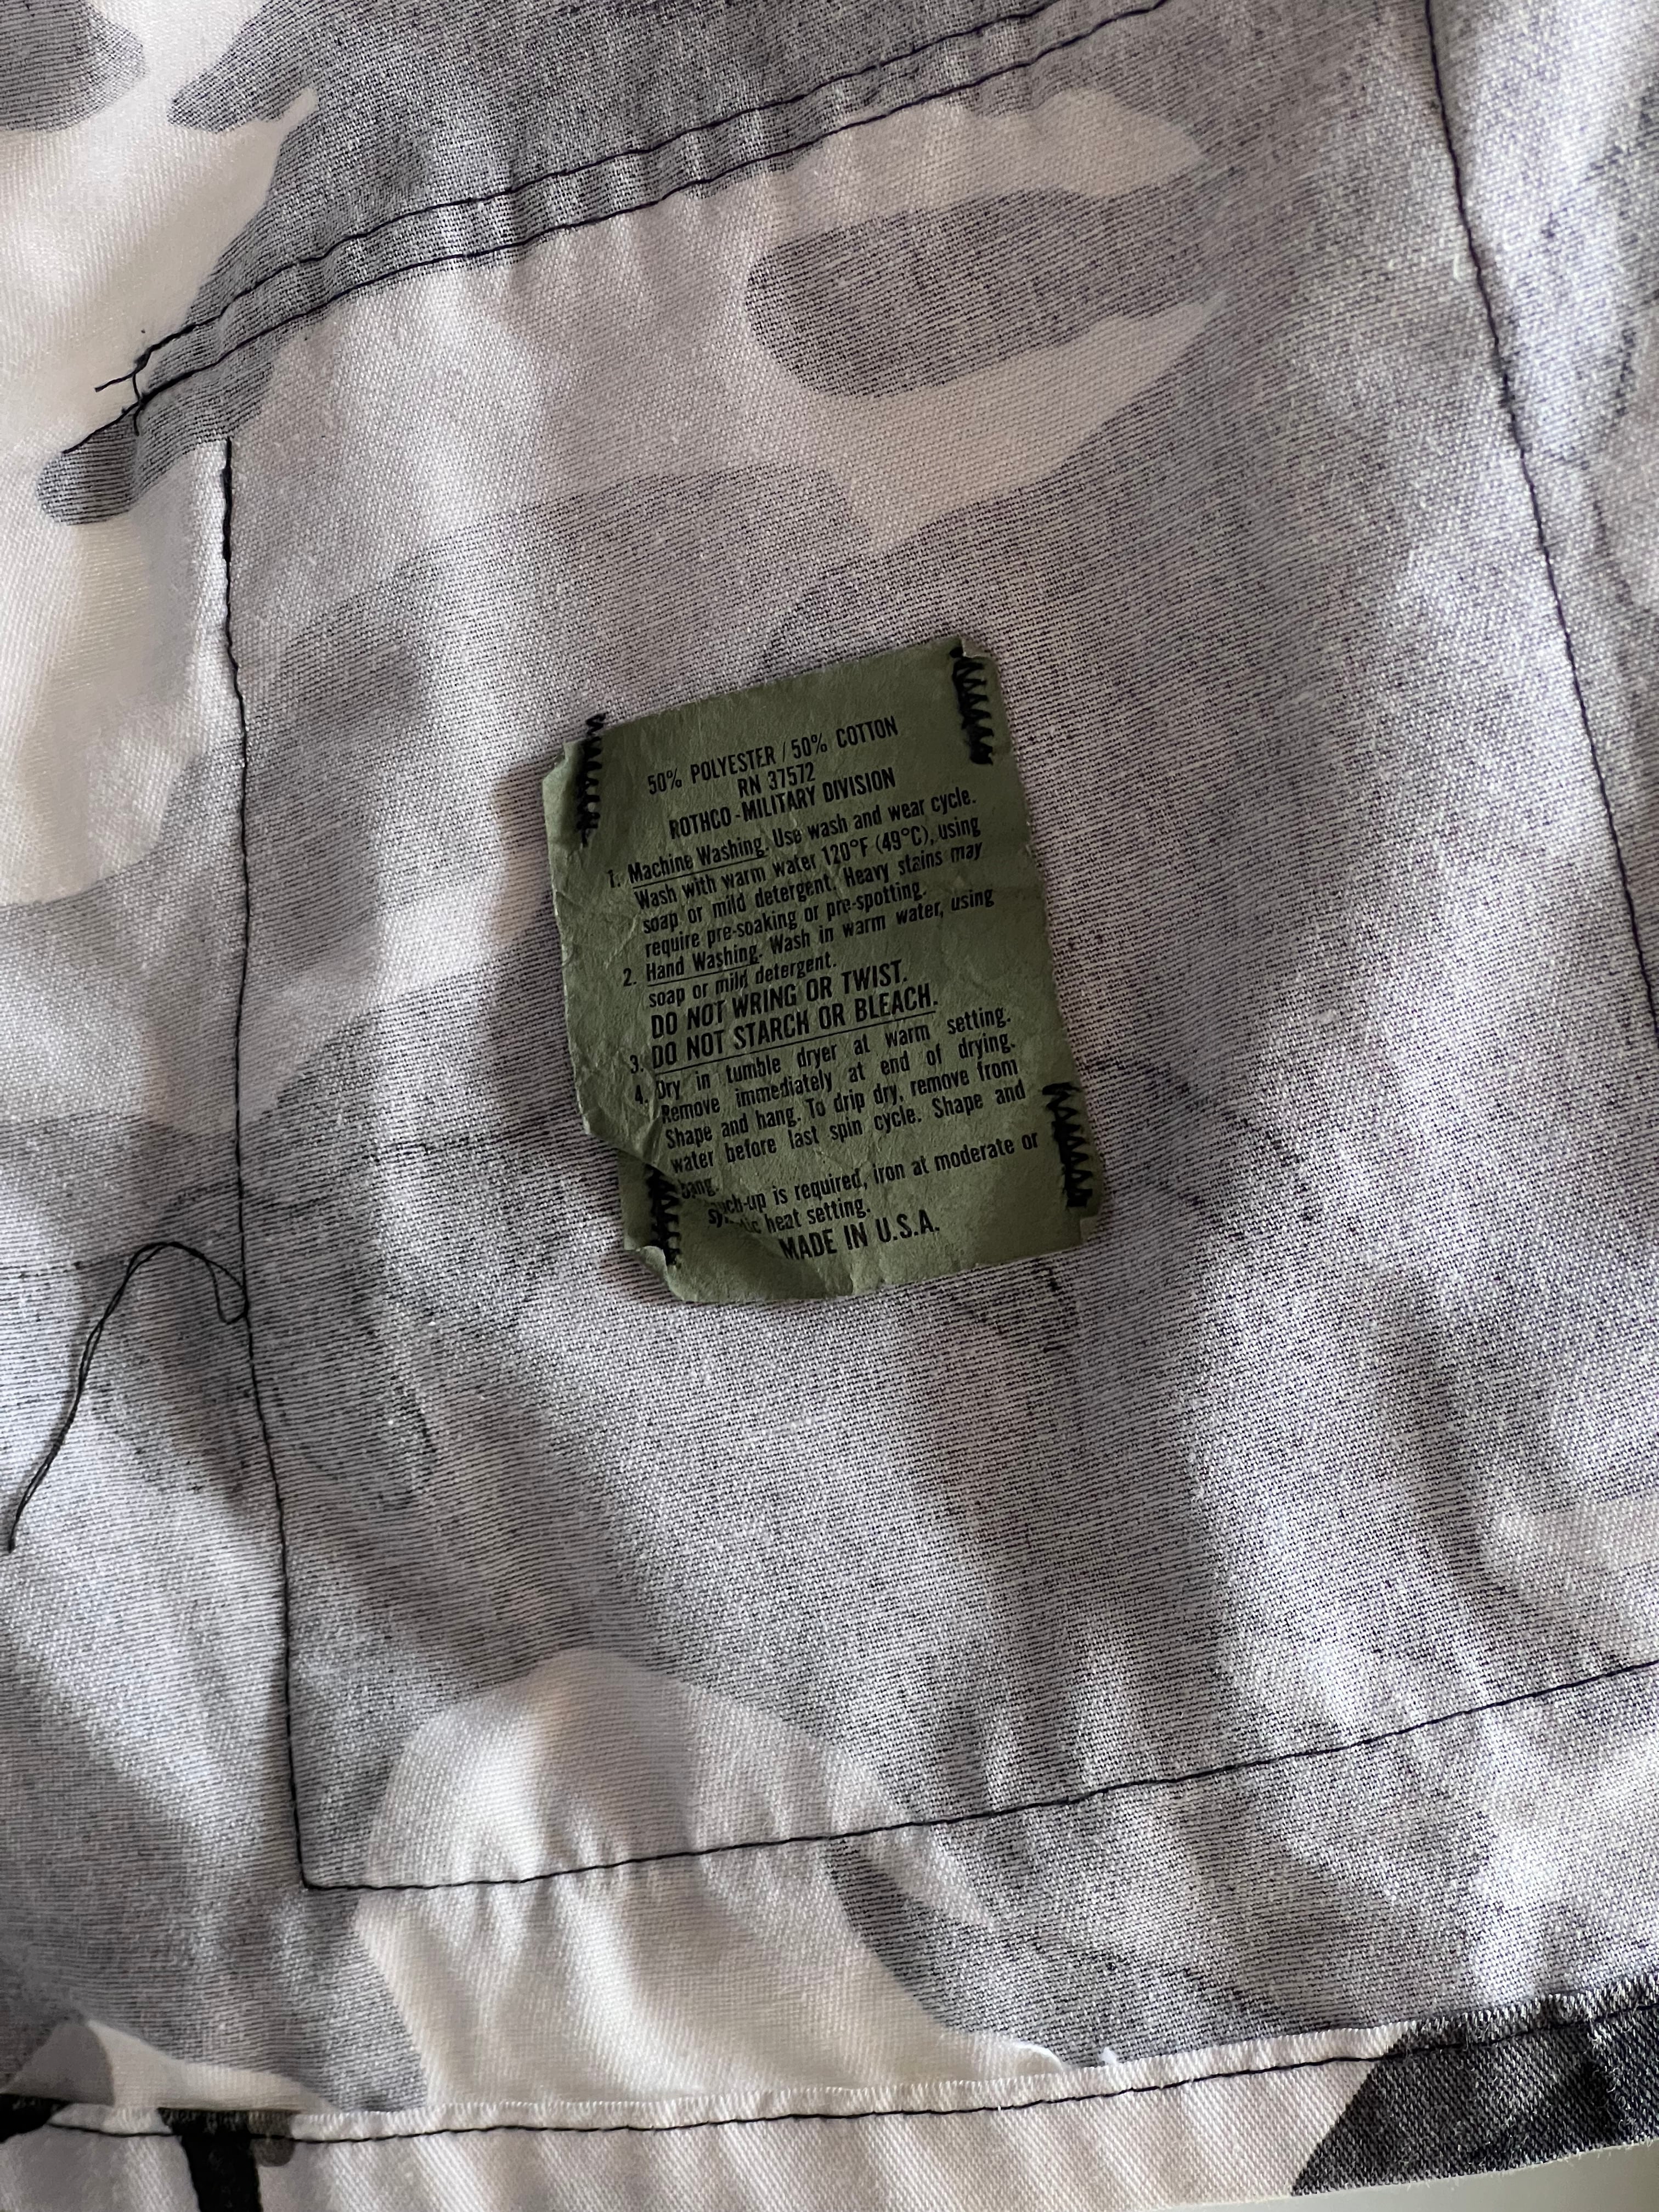 50% POLYESTER / 50% COTTON
RN 37572
ROTHCO - MILITARY DIVISION
1. Machine Washing. Use wash and wear cycle.
Wash with warm water 120°F (49°C), using
soap or mild detergent. Heavy stains may
require pre-soaking or pre-spotting.
2. Hand Washing. Wash in warm water, using
soap or mild detergent.
DO NOT WRING OR TWIST.
3. DO NOT STARCH OR BLEACH.
4. Dry in tumble dryer at warm setting.
Remove immediately at end of drying.
Shape and hang. To drip dry, remove from
water before last spin cycle. Shape and
hang.
is required, iron at moderate or
heat setting.
MADE IN U.S.A.